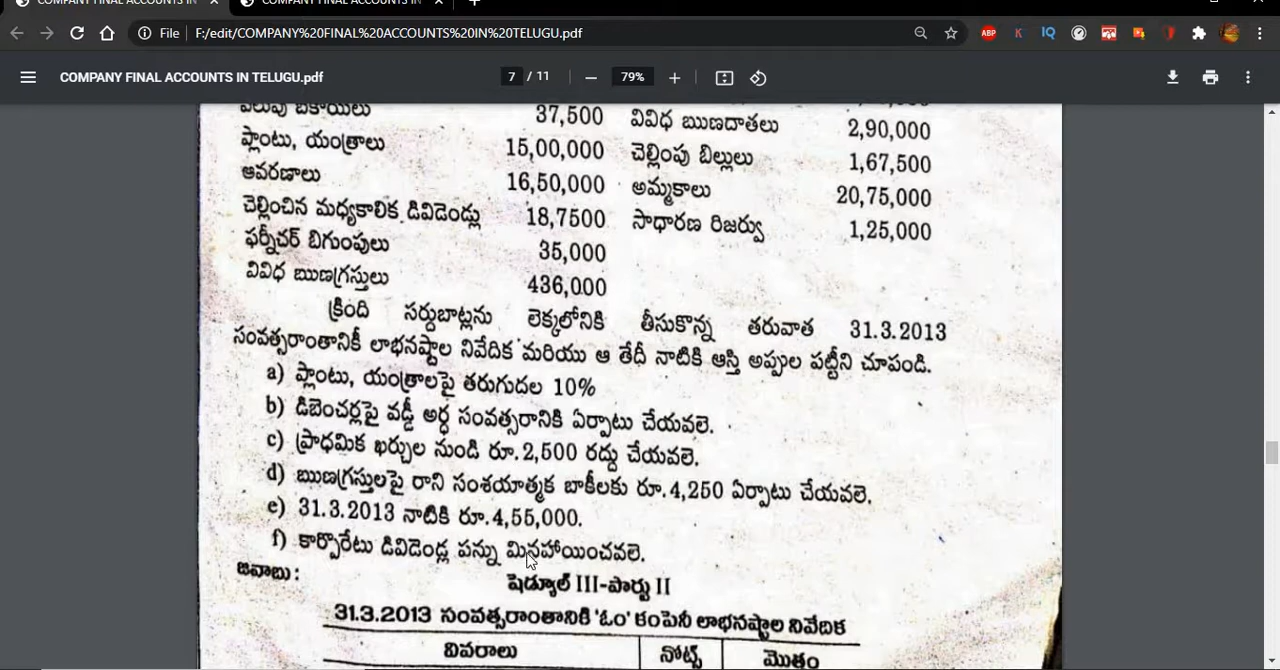 COMPANY FINAL ACCOUNTS IN
COMPANY FINAL ACCOUNTS IN
File F:/edit/COMPANY%20FINAL%20ACCOUNTS%20IN%20TELUGU.pdf ABP K IQ
COMPANY FINAL ACCOUNTS IN TELUGU.pdf 7 / 11 79%
37,500 వివిధ ఋణదాతలు 2,90,000
ప్లాంటు, యంత్రాలు 15,00,000 చెల్లింపు బిల్లులు 1,67,500
ఆవరణాలు 16,50,000 అమ్మకాలు 20,75,000
చెల్లించిన మధ్యకాలిక డివిడెండ్లు 18,7500 సాధారణ రిజర్వు 1,25,000
ఫర్నీచర్ బిగుంపులు 35,000
వివిధ ఋణగ్రస్తులు 436,000
క్రింది సర్దుబాట్లను లెక్కలోనికి తీసుకొన్న తరువాత 31.3.2013
సంవత్సరాంతానికీ లాభనష్టాల నివేదిక మరియు ఆ తేదీ నాటికి ఆస్తి అప్పుల పట్టీని చూపండి.
a) ప్లాంటు, యంత్రాలపై తరుగుదల 10%
b) డిబెంచర్లపై వడ్డీ అర్ధ సంవత్సరానికి ఏర్పాటు చేయవలె.
c) ప్రాధమిక ఖర్చుల నుండి రూ.2,500 రద్దు చేయవలె.
d) ఋణగ్రస్తులపై రాని సంశయాత్మక బాకీలకు రూ.4,250 ఏర్పాటు చేయవలె.
e) 31.3.2013 నాటికి రూ.4,55,000.
f) కార్పొరేటు డివిడెండ్ల పన్ను మినహాయించవలె.
జవాబు:
షెడ్యూల్ III-పార్టు II
31.3.2013 సంవత్సరాంతానికి 'ఓం' కంపెనీ లాభనష్టాల నివేదిక
వివరాలు నోట్స్ మొత్తం